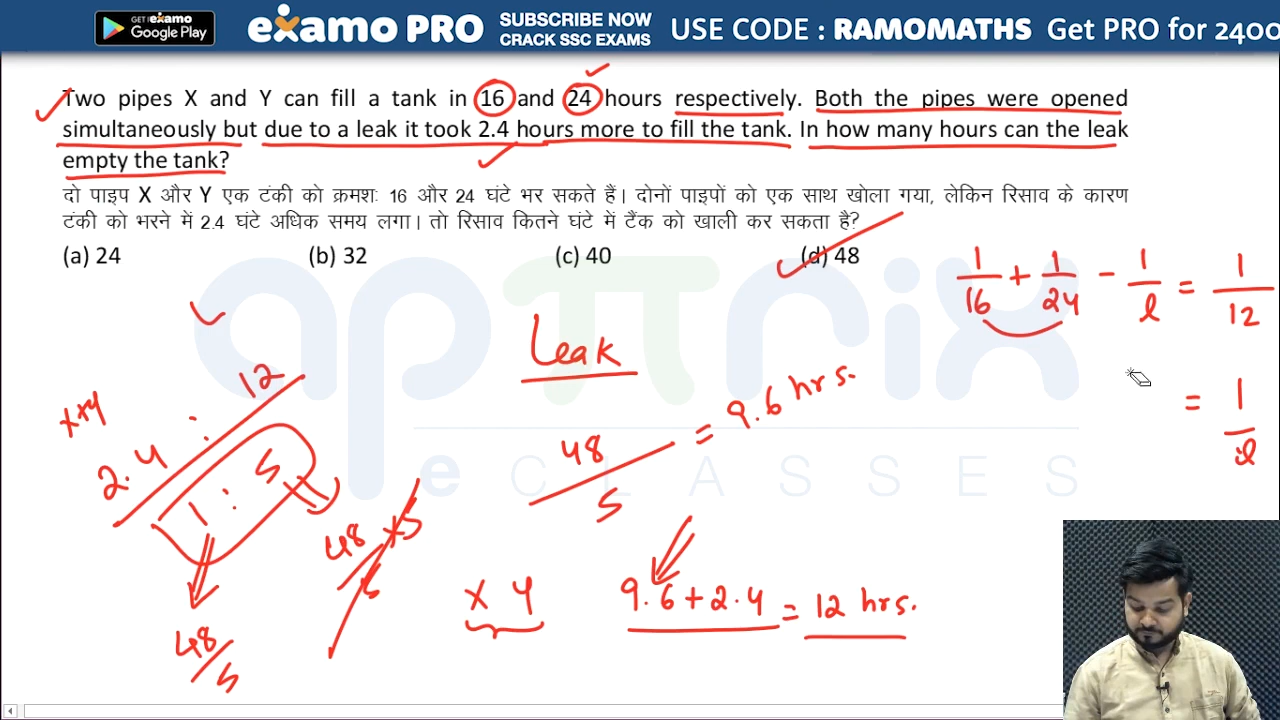 GET IT examo Google Play
examo PRO
SUBSCRIBE NOW
CRACK SSC EXAMS
USE CODE : RAMOMATHS Get PRO for 2400
Two pipes X and Y can fill a tank in 16 and 24 hours respectively. Both the pipes were opened
simultaneously but due to a leak it took 2.4 hours more to fill the tank. In how many hours can the leak
empty the tank?
दो पाइप X और Y एक टंकी को क्रमशः 16 और 24 घंटे भर सकते हैं। दोनों पाइपों को एक साथ खोला गया, लेकिन रिसाव के कारण
टंकी को भरने में 2.4 घंटे अधिक समय लगा। तो रिसाव कितने घंटे में टैंक को खाली कर सकता है?
(a) 24 (b) 32 (c) 40 (d) 48
1/16 + 1/24 - 1/l = 1/12
= 1/l
Leak
x+y
2.4 : 12
1 : 5
48/5
48/5 = 9.6 hrs.
X Y
9.6 + 2.4 = 12 hrs.
apπrix
e CLASSES